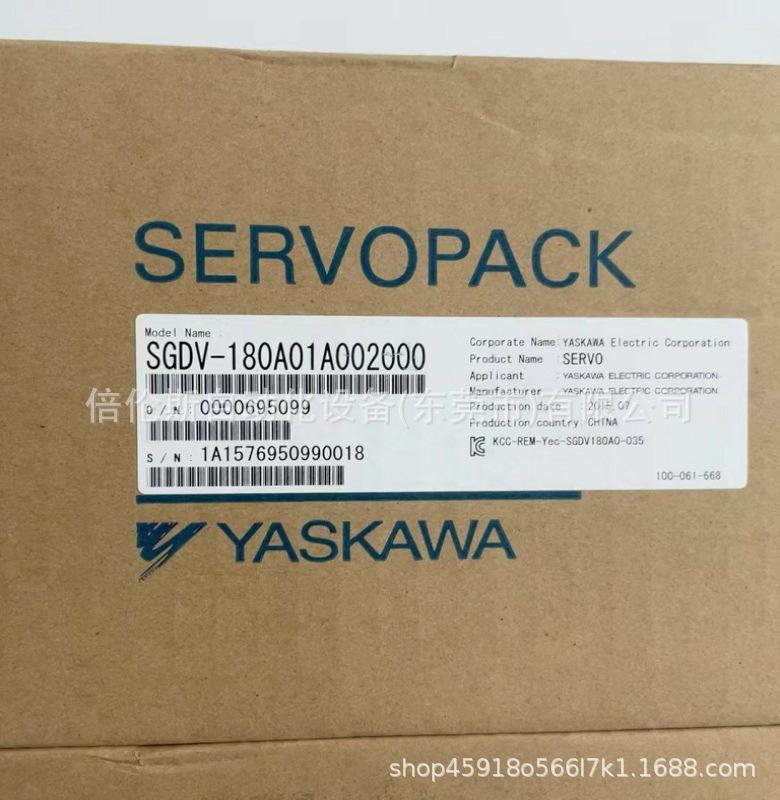 SERVOPACK
Model Name :
SGDV-180A01A002000
O / N : 0000695099
S / N : 1A1576950990018
Corporate Name: YASKAWA Electric Corporation
Product Name : SERVO
Applicant : YASKAWA ELECTRIC CORPORATION
Manufacturer : YASKAWA ELECTRIC CORPORATION
Production date :
Production country: CHINA
KCC-REM-Yec-SGDV180A0-035
100-061-668
YASKAWA
shop45918o566l7k1.1688.com